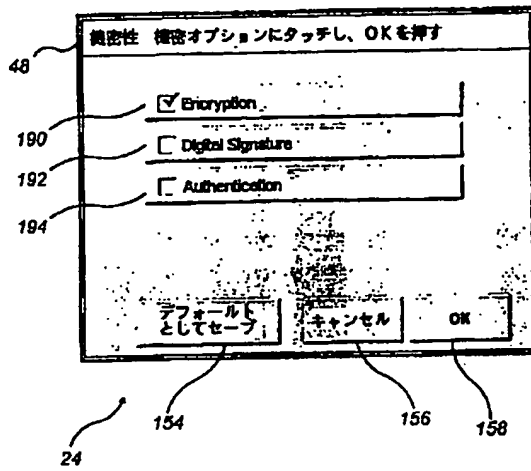 機密性 機密オプションにタッチし、OKを押す
48
Encryption
190
Digital Signature
192
Authentication
194
デフォールト
としてセーブ
キャンセル
OK
154
156
158
24